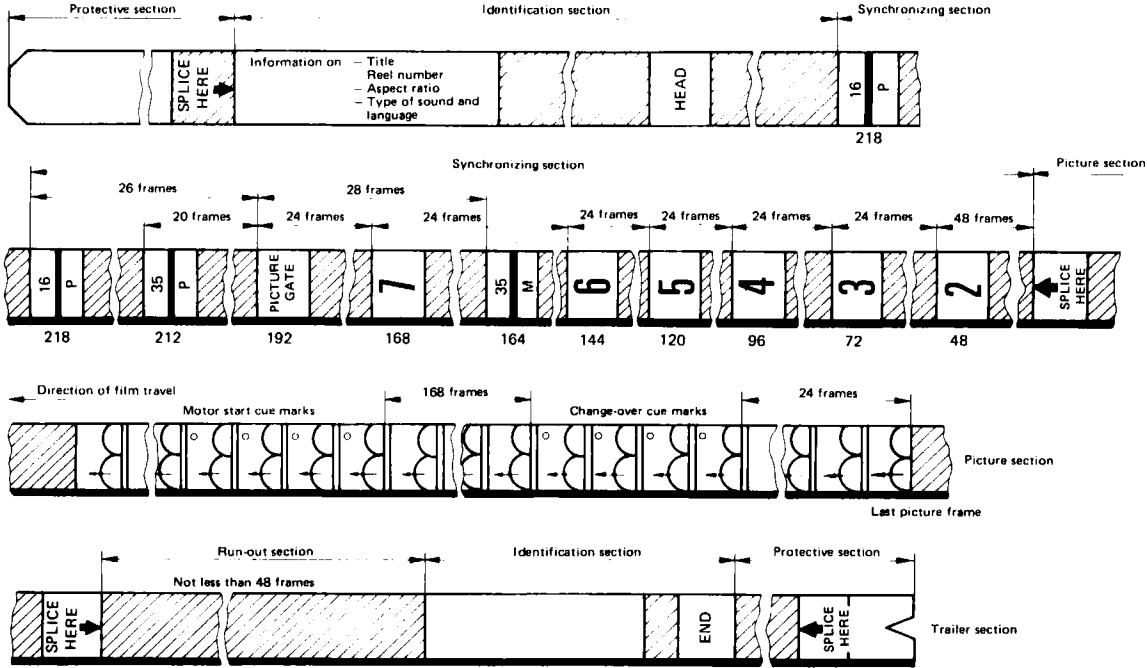 Protective section
Identification section
Synchronizing section
SPLICE HERE
Information on – Title
Reel number
– Aspect ratio
– Type of sound and
language
HEAD
16 P
218
Synchronizing section
Picture section
26 frames
28 frames
20 frames
24 frames
24 frames
24 frames
24 frames
24 frames
24 frames
48 frames
16 P
35 P
PICTURE GATE
7
35 M
6
5
4
3
2
SPLICE HERE
218
212
192
168
164
144
120
96
72
48
Direction of film travel
Motor start cue marks
168 frames
Change-over cue marks
24 frames
Picture section
Last picture frame
Run-out section
Identification section
Protective section
Not less than 48 frames
SPLICE HERE
END
SPLICE HERE
Trailer section